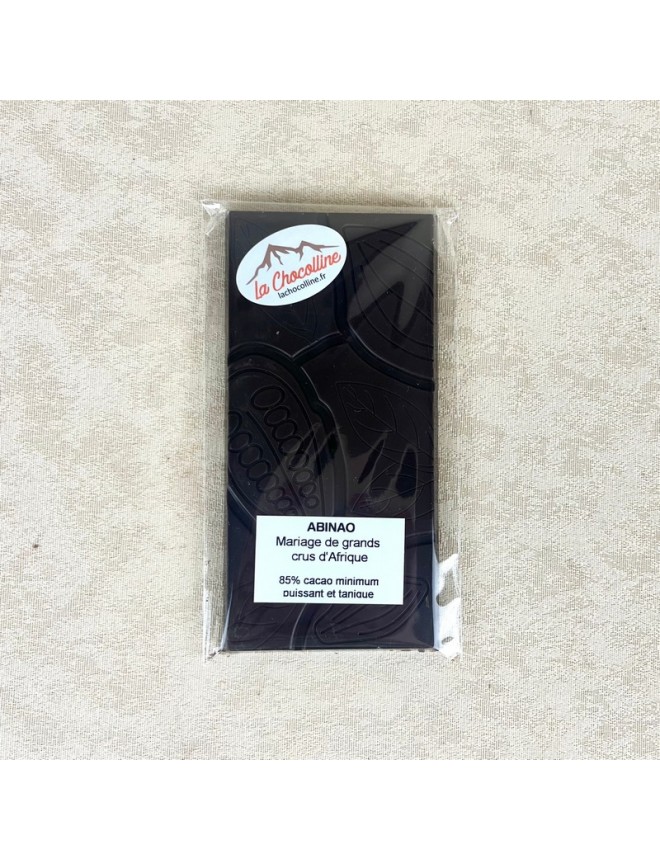 La Chocolline
lachocolline.fr
ABINAO
Mariage de grands
crus d'Afrique
85% cacao minimum
puissant et tanique